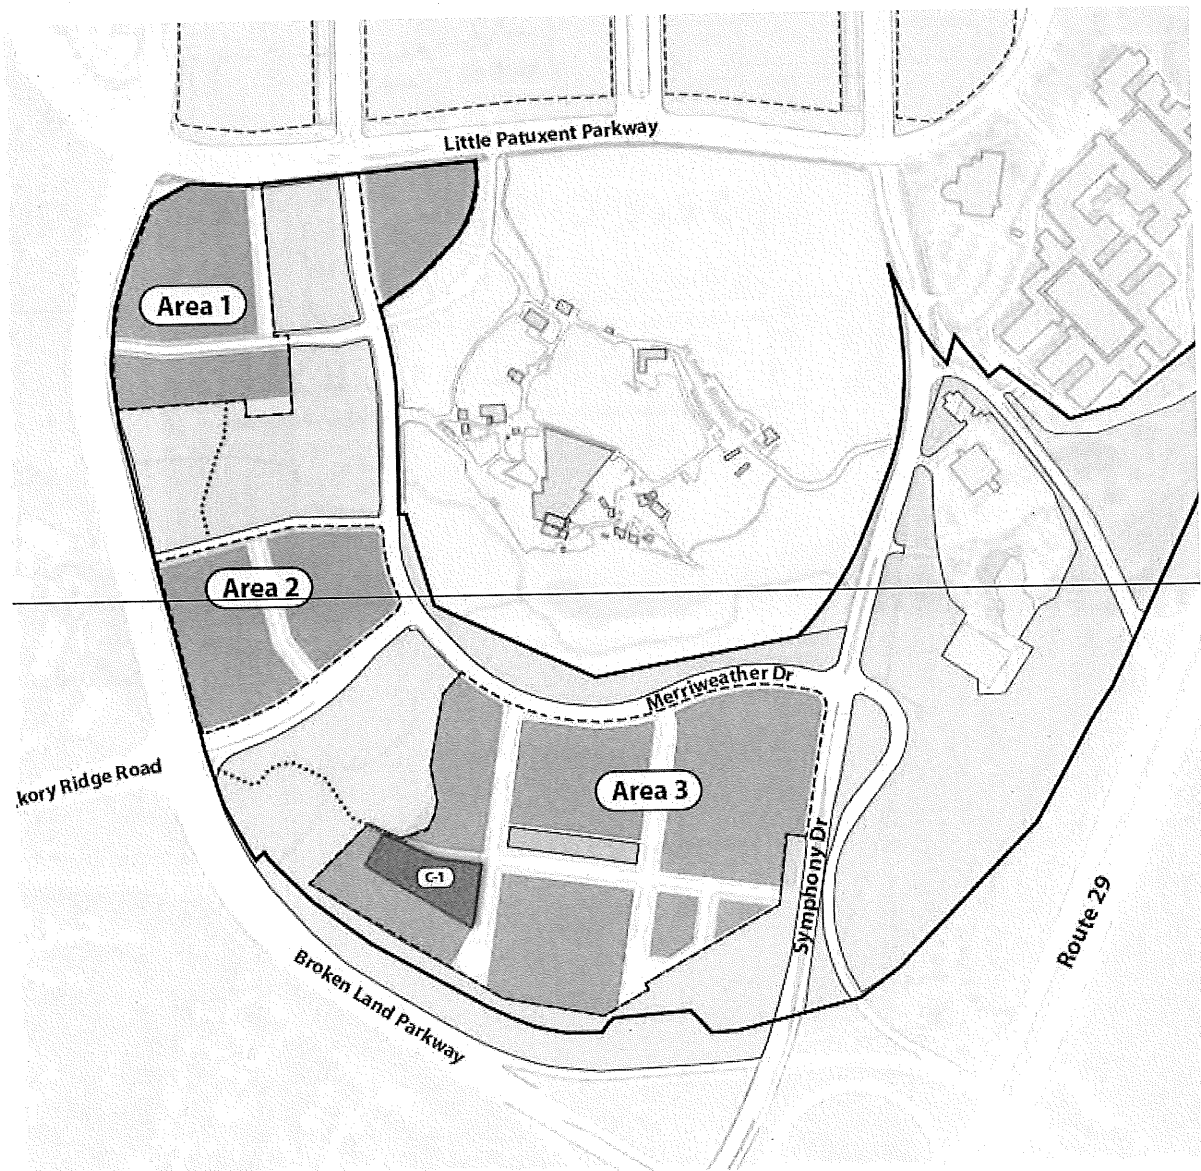 Little Patuxent Parkway
Area 1
Area 2
Merriweather Dr
kory Ridge Road
Area 3
C-1
Symphony Dr
Route 29
Broken Land Parkway